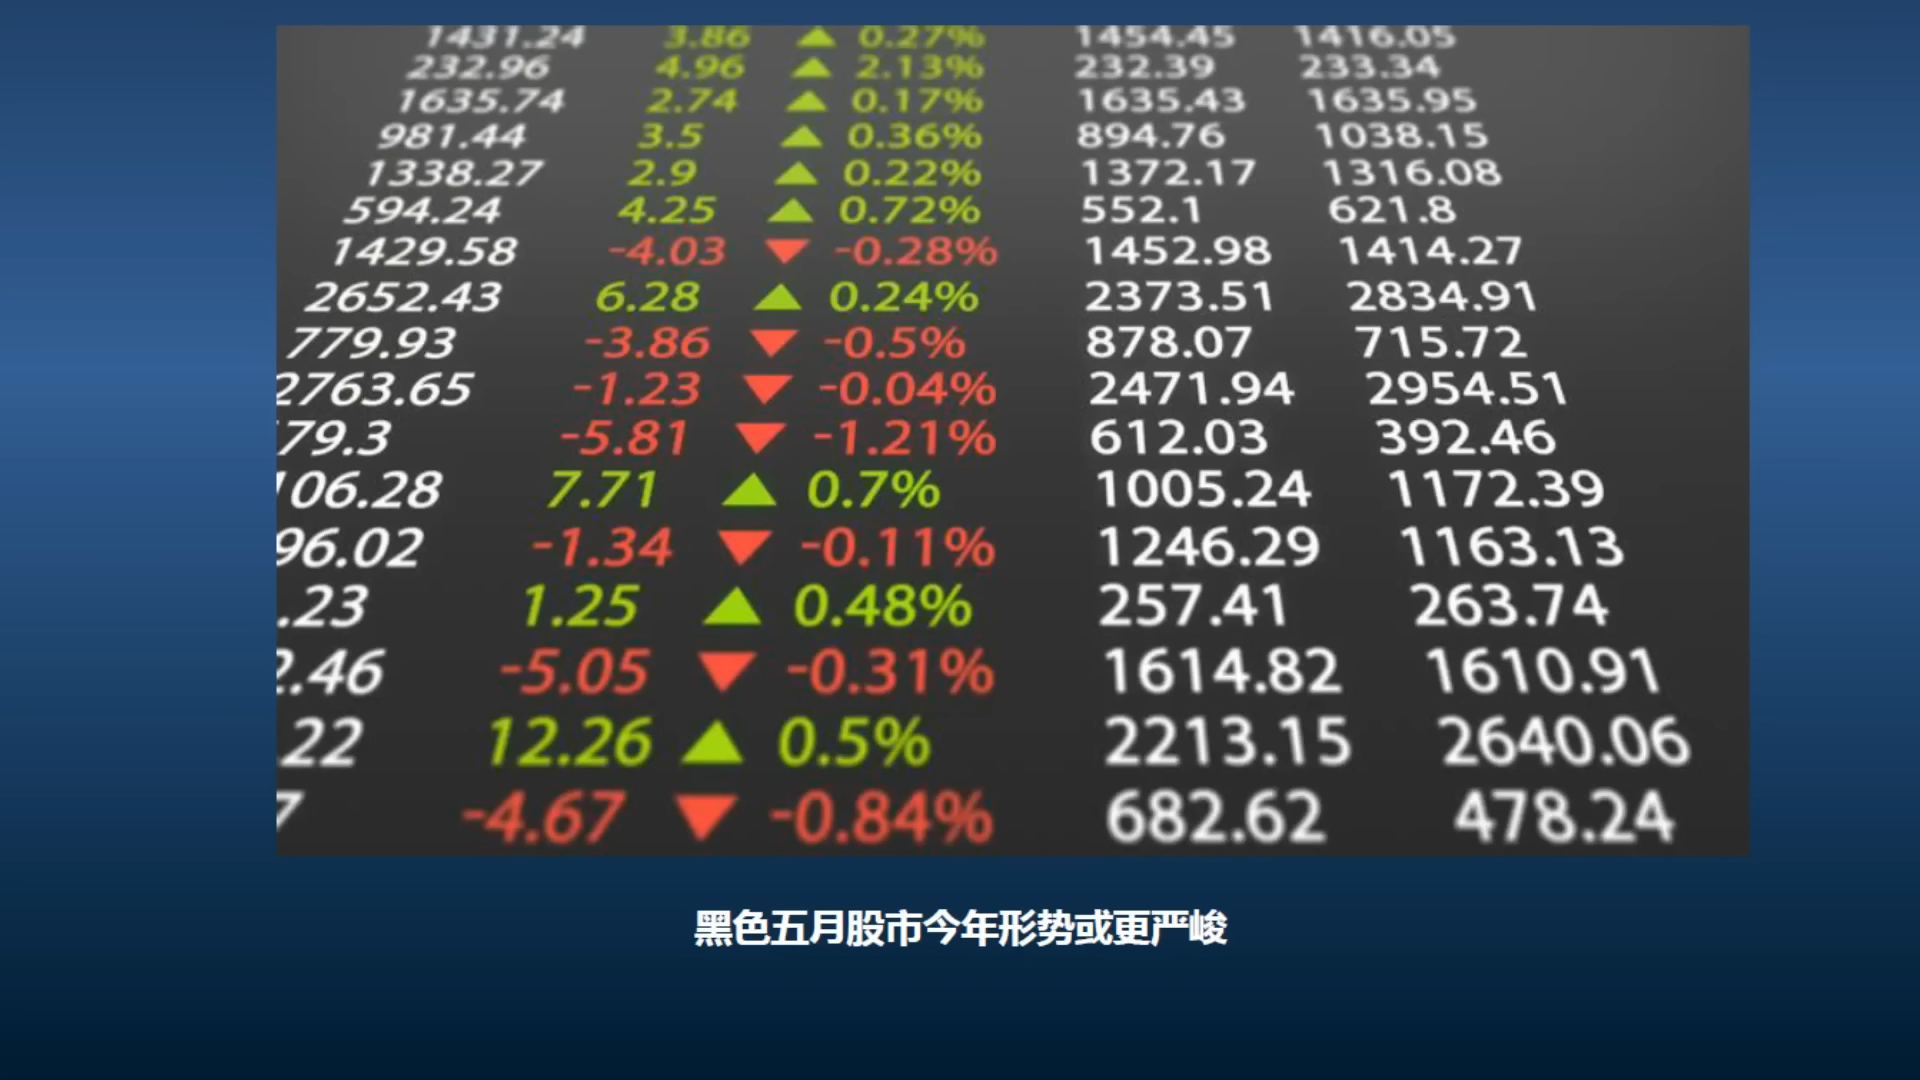 1431.24 3.86 ▲ 0.27% 1454.45 1416.05
232.96 4.96 ▲ 2.13% 232.39 233.34
1635.74 2.74 ▲ 0.17% 1635.43 1635.95
981.44 3.5 ▲ 0.36% 894.76 1038.15
1338.27 2.9 ▲ 0.22% 1372.17 1316.08
594.24 4.25 ▲ 0.72% 552.1 621.8
1429.58 -4.03 ▼ -0.28% 1452.98 1414.27
2652.43 6.28 ▲ 0.24% 2373.51 2834.91
779.93 -3.86 ▼ -0.5% 878.07 715.72
2763.65 -1.23 ▼ -0.04% 2471.94 2954.51
79.3 -5.81 ▼ -1.21% 612.03 392.46
106.28 7.71 ▲ 0.7% 1005.24 1172.39
96.02 -1.34 ▼ -0.11% 1246.29 1163.13
.23 1.25 ▲ 0.48% 257.41 263.74
2.46 -5.05 ▼ -0.31% 1614.82 1610.91
.22 12.26 ▲ 0.5% 2213.15 2640.06
7 -4.67 ▼ -0.84% 682.62 478.24
黑色五月股市今年形势或更严峻